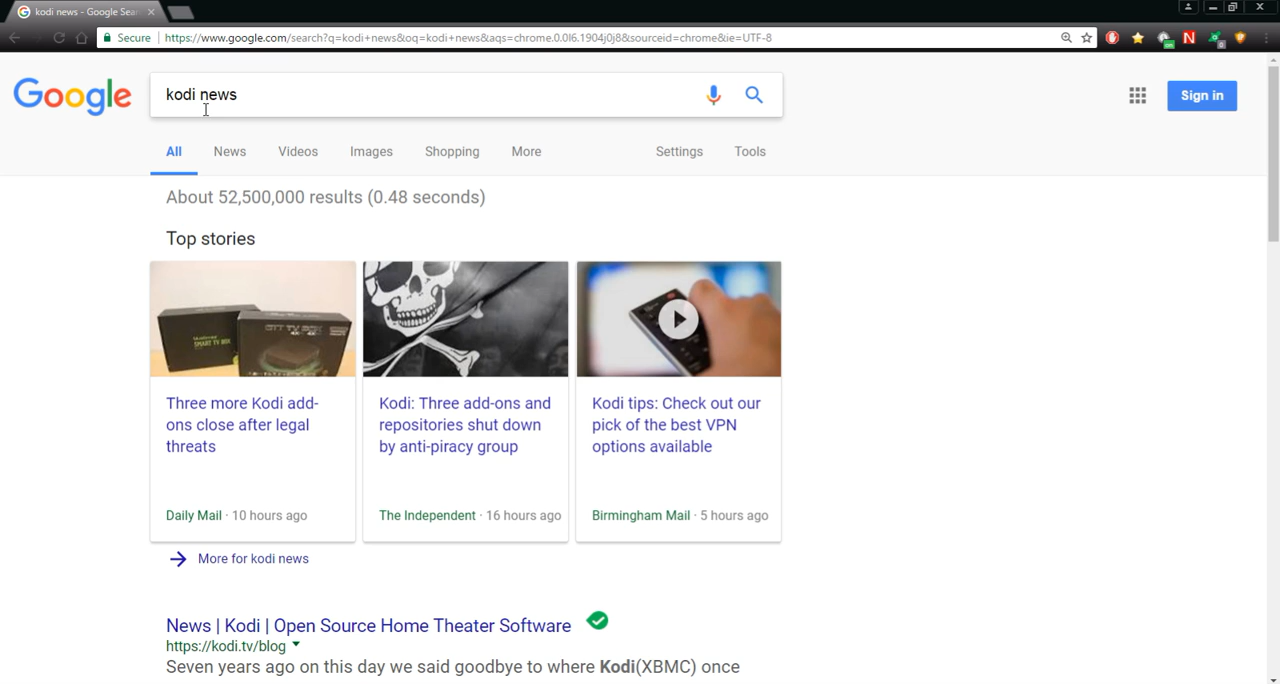 kodi news - Google Sear
Secure
https://www.google.com/search?q=kodi+news&oq=kodi+news&aqs=chrome.0.0l6.1904j0j8&sourceid=chrome&ie=UTF-8
Google
kodi news
Sign in
All News Videos Images Shopping More Settings Tools
About 52,500,000 results (0.48 seconds)
Top stories
SMART TV BOX
OTT TV BOX
Three more Kodi add-
ons close after legal
threats
Daily Mail · 10 hours ago
Kodi: Three add-ons and
repositories shut down
by anti-piracy group
The Independent · 16 hours ago
Kodi tips: Check out our
pick of the best VPN
options available
Birmingham Mail · 5 hours ago
More for kodi news
News | Kodi | Open Source Home Theater Software
https://kodi.tv/blog
Seven years ago on this day we said goodbye to where Kodi(XBMC) once